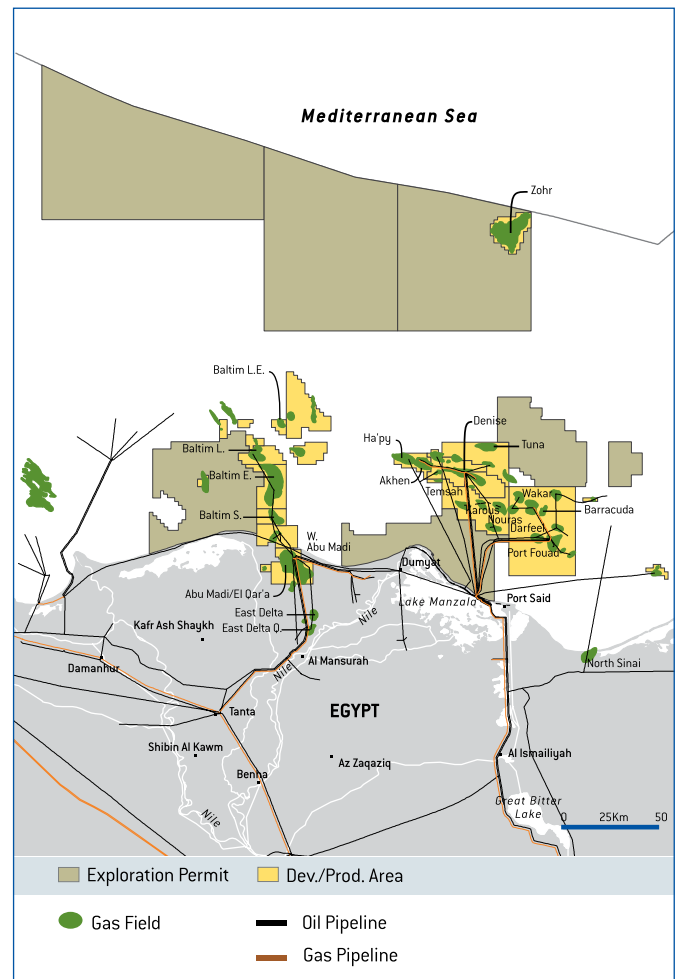 Mediterranean Sea
Zohr
Baltim L.E.
Denise
Ha'py
Tuna
Baltim L.
Akhen
Baltim E.
Temsah
Wakar
Karous
Barracuda
Baltim S.
Nouras
Darfeel
W.
Abu Madi
Port Fouad
Dumyat
Abu Madi/El Qar'a
Lake Manzala
Port Said
East Delta
Nile
Kafr Ash Shaykh
East Delta Q.
Al Mansurah
North Sinai
Damanhur
Nile
EGYPT
Tanta
Shibin Al Kawm
Az Zaqaziq
Al Ismailiyah
Benha
Great Bitter
Lake
Nile
0 25Km 50
Exploration Permit
Dev./Prod. Area
Gas Field
Oil Pipeline
Gas Pipeline